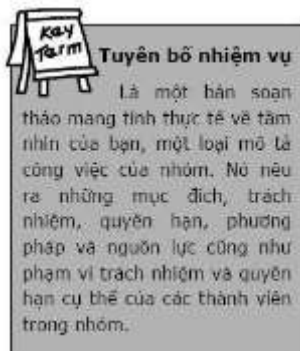 Key
Term
Tuyên bố nhiệm vụ
Là một bản soạn
thảo mang tính thực tế về tầm
nhìn của bạn, một loại mô tả
công việc của nhóm. Nó nêu
ra những mục đích, trách
nhiệm, quyền hạn, phương
pháp và nguồn lực cũng như
phạm vi trách nhiệm và quyền
hạn cụ thể của các thành viên
trong nhóm.